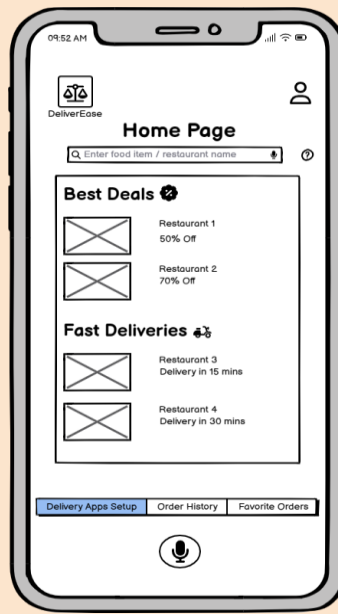 09:52 AM
DeliverEase
Home Page
Enter food item / restaurant name
Best Deals
Restaurant 1
50% Off
Restaurant 2
70% Off
Fast Deliveries
Restaurant 3
Delivery in 15 mins
Restaurant 4
Delivery in 30 mins
Delivery Apps Setup Order History Favorite Orders